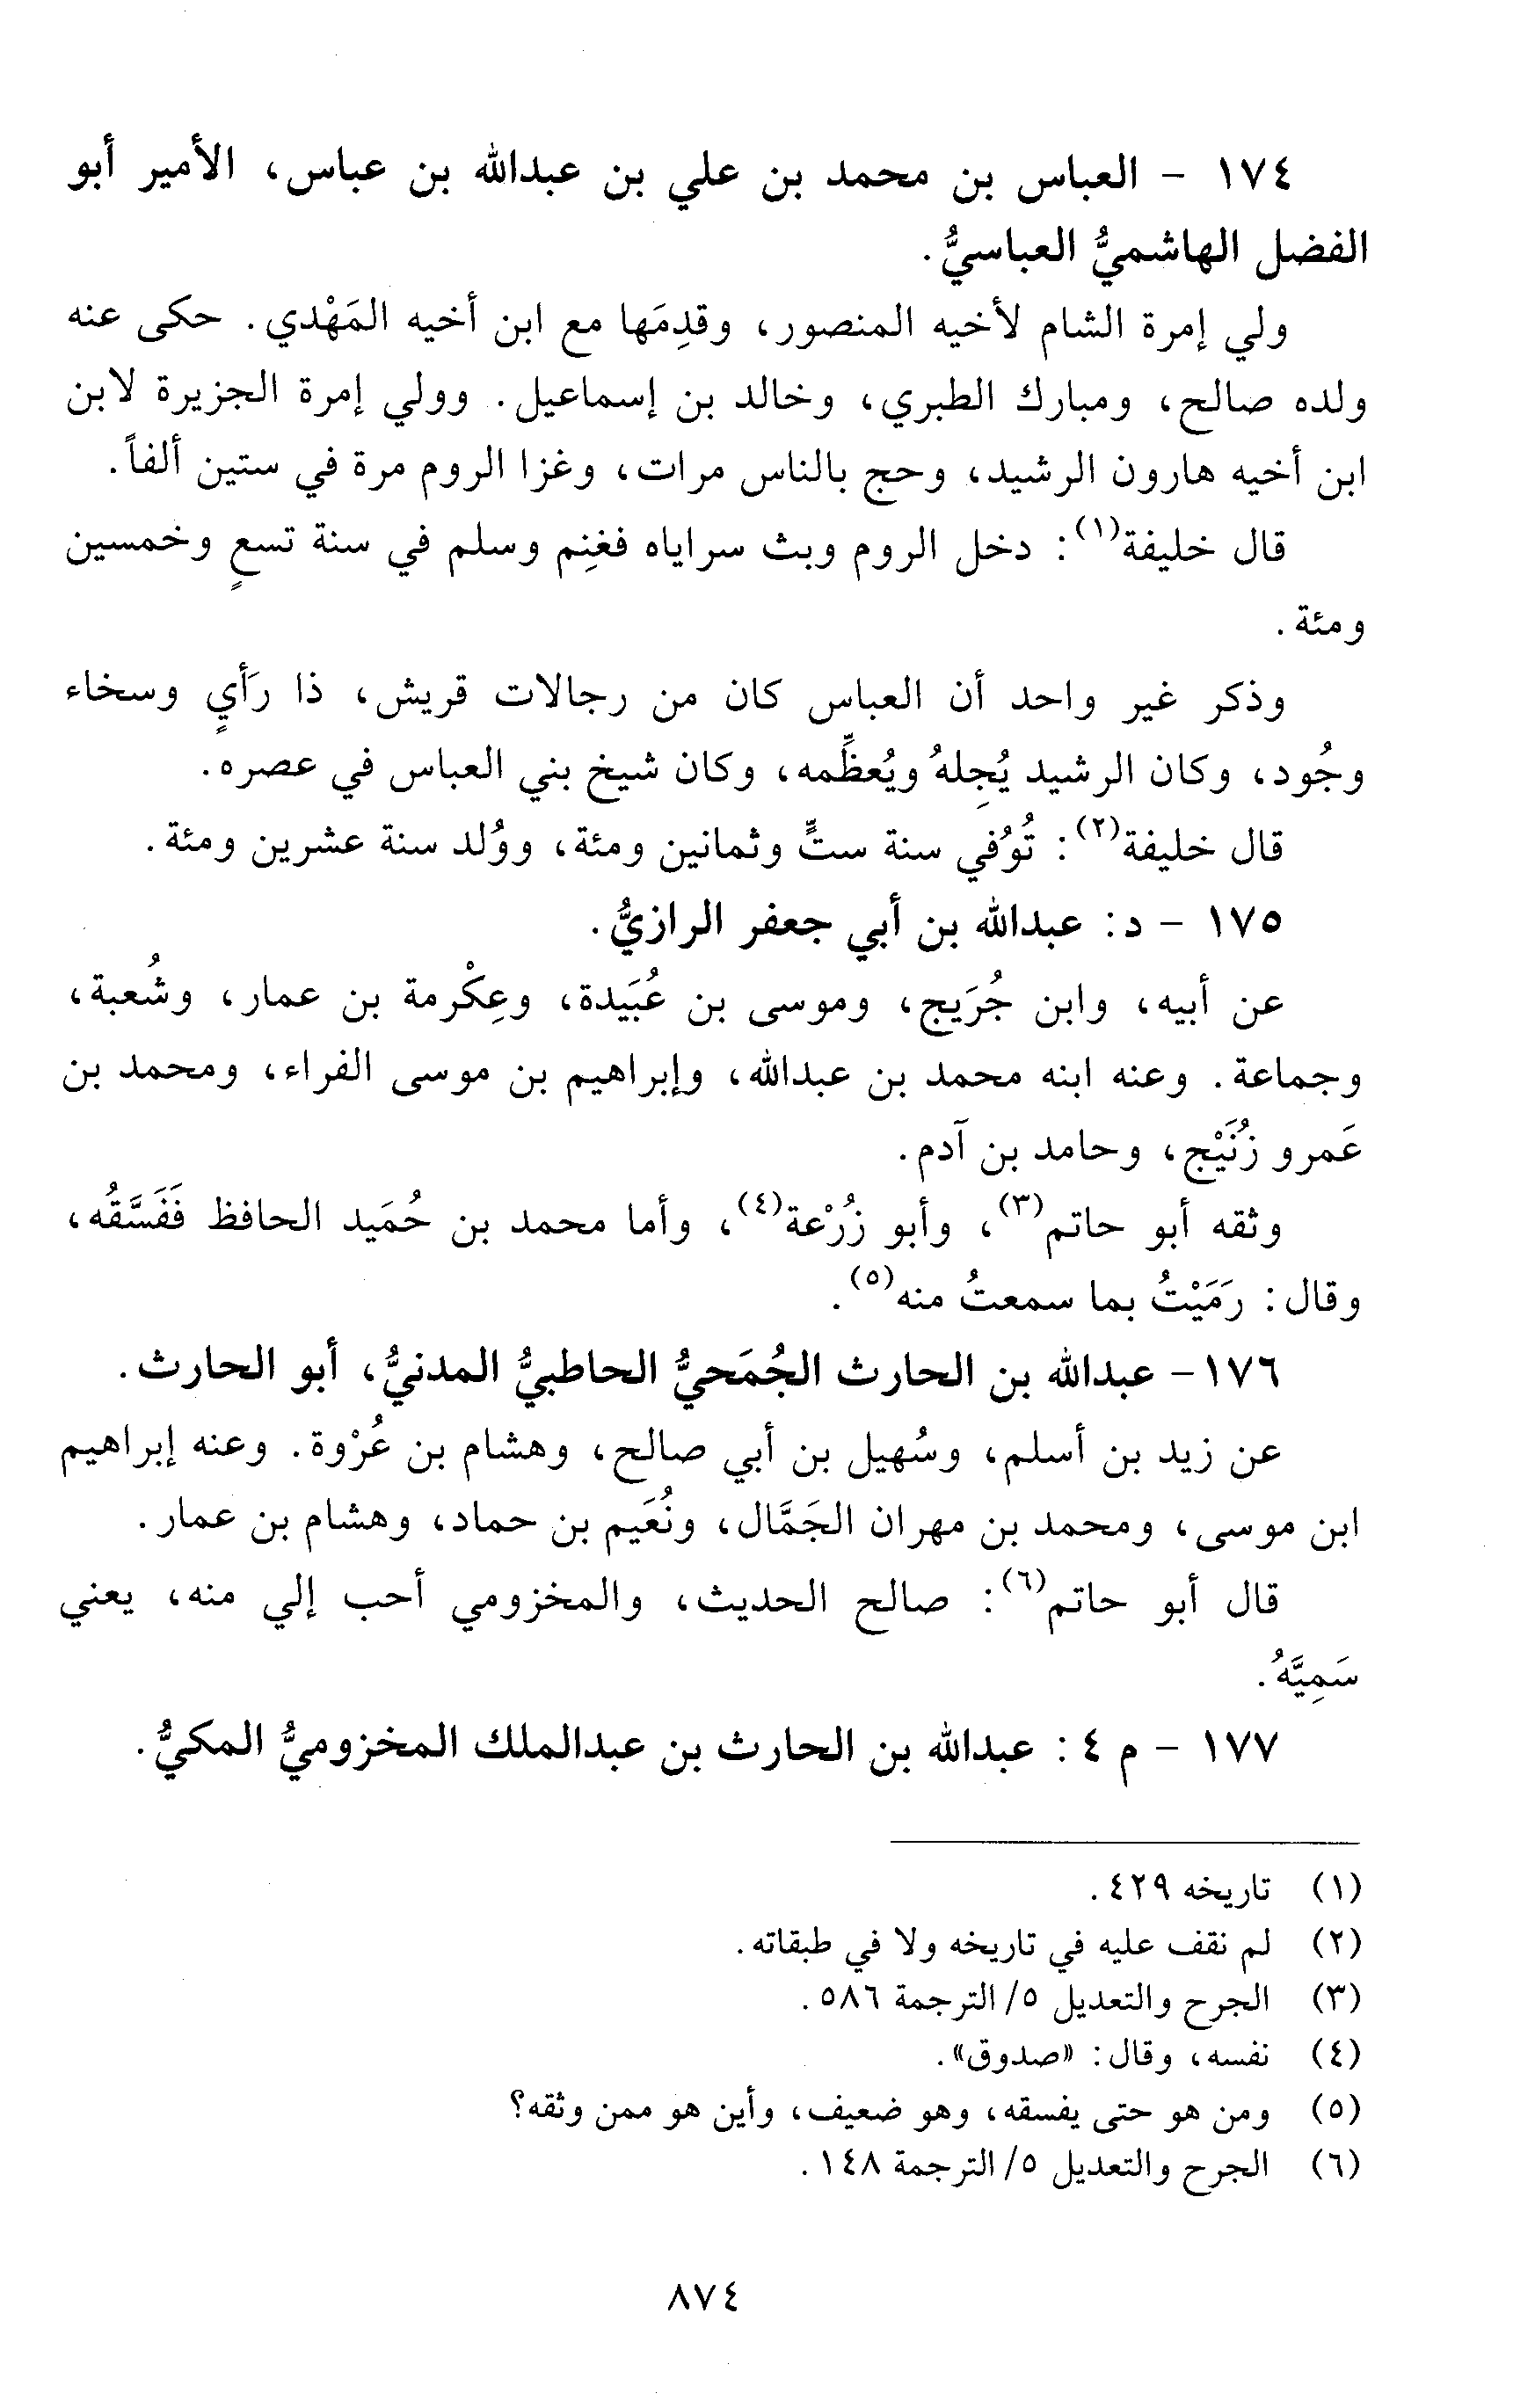 ١٧٤ - العباس بن محمد بن علي بن عبدالله بن عباس، الأمير أبو
الفضل الهاشميُّ العباسيُّ.
ولي إمرة الشام لأخيه المنصور، وقدِمَها مع ابن أخيه المَهْدي. حكى عنه
ولده صالح، ومبارك الطبري، وخالد بن إسماعيل. وولي إمرة الجزيرة لابن
ابن أخيه هارون الرشيد، وحج بالناس مرات، وغزا الروم مرة في ستين ألفاً.
قال خليفة(١): دخل الروم وبث سراياه فغنِم وسلم في سنة تسعٍ وخمسين
ومئة.
وذكر غير واحد أن العباس كان من رجالات قريش، ذا رَأيٍ وسخاء
وجُود، وكان الرشيد يُجِلهُ ويُعظِّمه، وكان شيخ بني العباس في عصره.
قال خليفة(٢): تُوُفي سنة ستٍّ وثمانين ومئة، ووُلد سنة عشرين ومئة.
١٧٥ - د: عبدالله بن أبي جعفر الرازيُّ.
عن أبيه، وابن جُرَيج، وموسى بن عُبَيدة، وعِكْرمة بن عمار، وشُعبة،
وجماعة. وعنه ابنه محمد بن عبدالله، وإبراهيم بن موسى الفراء، ومحمد بن
عَمرو زُنَيْج، وحامد بن آدم.
وثقه أبو حاتم(٣)، وأبو زُرْعة(٤)، وأما محمد بن حُمَيد الحافظ فَفَسَّقُه،
وقال: رَمَيْتُ بما سمعتُ منه(٥).
١٧٦- عبدالله بن الحارث الجُمَحيُّ الحاطبيُّ المدنيُّ، أبو الحارث.
عن زيد بن أسلم، وسُهيل بن أبي صالح، وهشام بن عُرْوة. وعنه إبراهيم
ابن موسى، ومحمد بن مهران الجَمَّال، ونُعَيم بن حماد، وهشام بن عمار.
قال أبو حاتم(٦): صالح الحديث، والمخزومي أحب إلي منه، يعني
سَمِيَّهُ.
١٧٧ - م ٤: عبدالله بن الحارث بن عبدالملك المخزوميُّ المكيُّ.
(١) تاريخه ٤٢٩.
(٢) لم نقف عليه في تاريخه ولا في طبقاته.
(٣) الجرح والتعديل ٥/ الترجمة ٥٨٦.
(٤) نفسه، وقال: «صدوق».
(٥) ومن هو حتى يفسقه، وهو ضعيف، وأين هو ممن وثقه؟
(٦) الجرح والتعديل ٥/ الترجمة ١٤٨.
٨٧٤